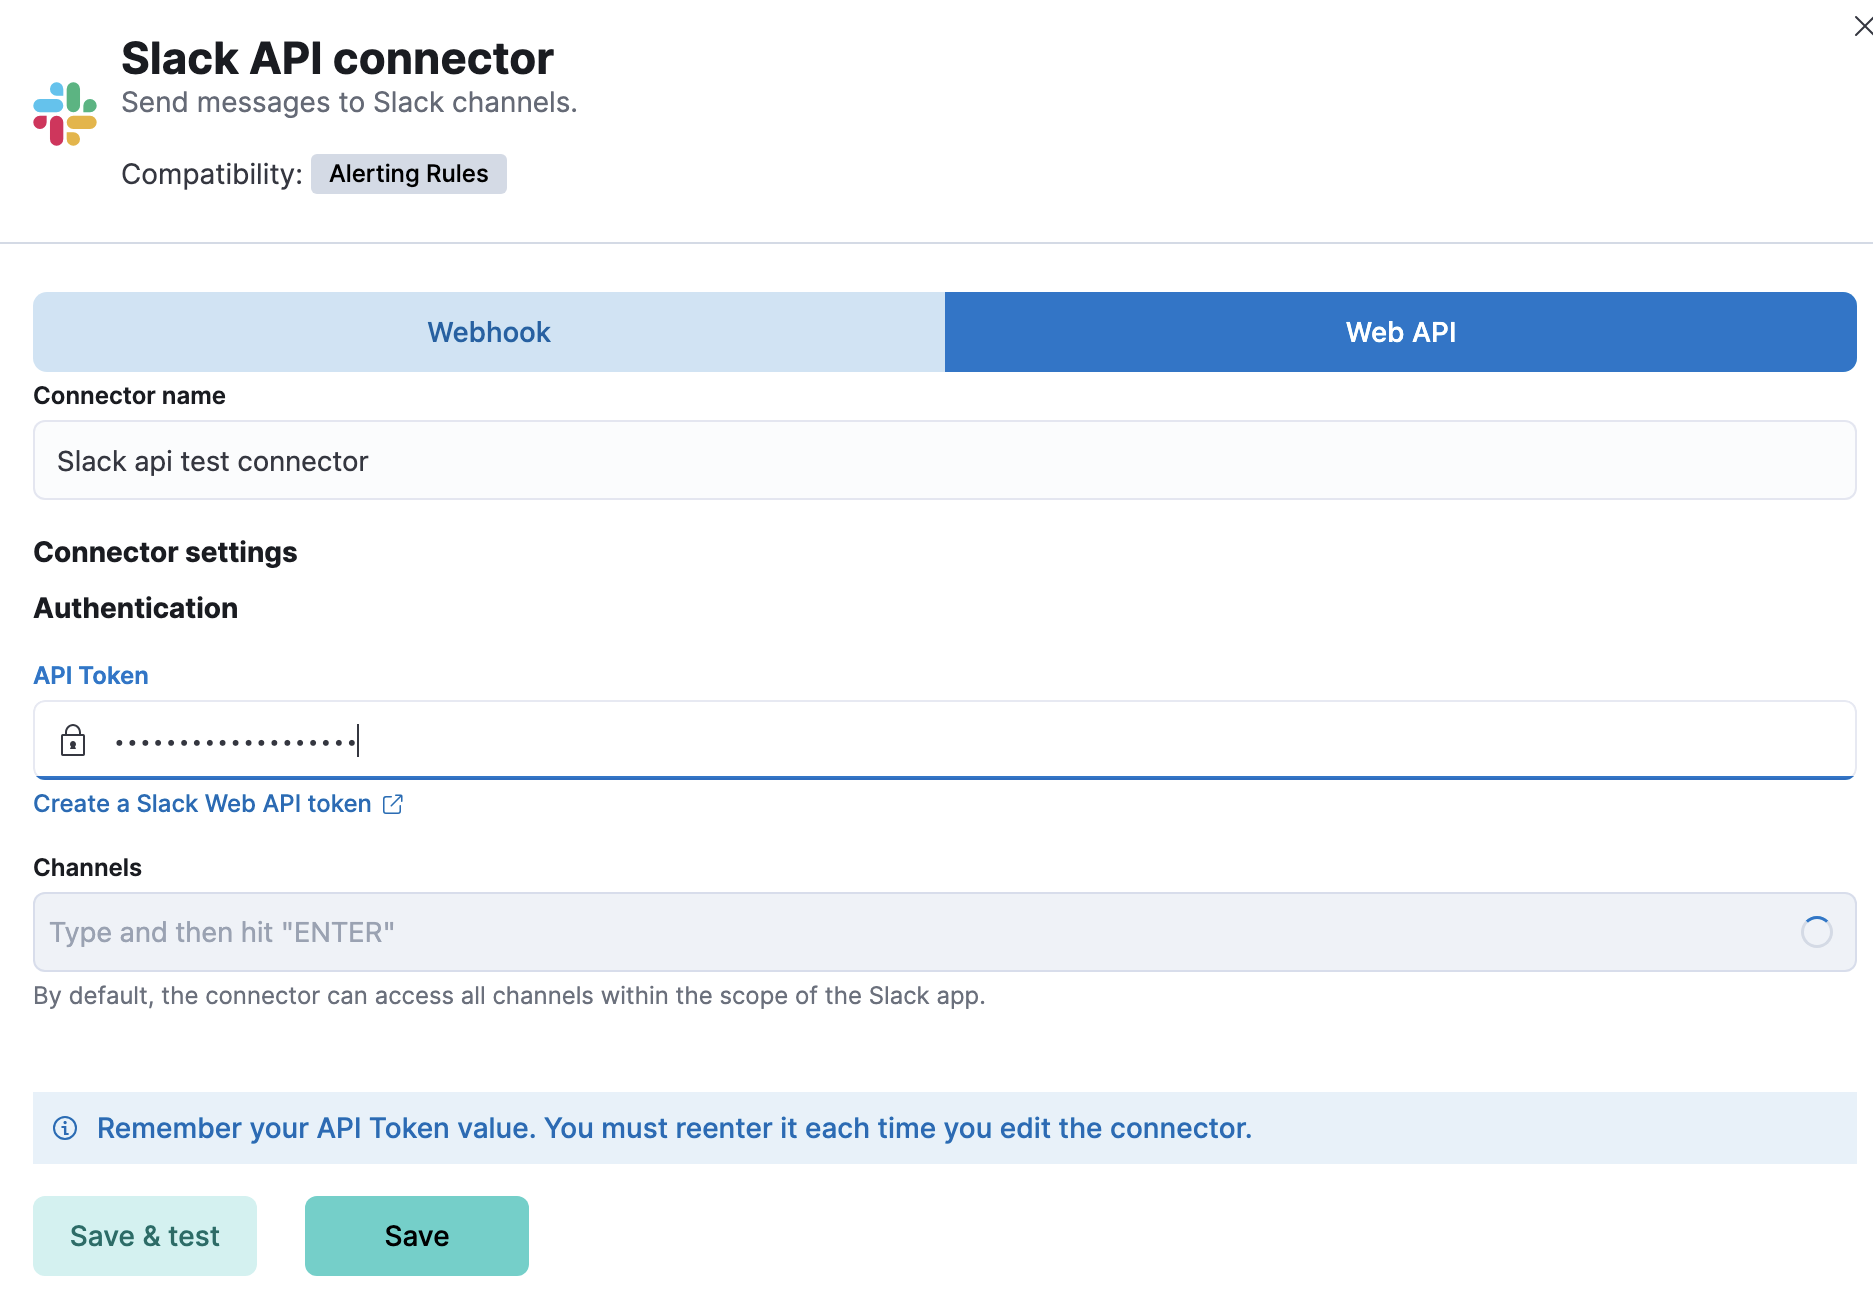 Slack API connector
Send messages to Slack channels.
Compatibility: Alerting Rules
Webhook
Web API
Connector name
Slack api test connector
Connector settings
Authentication
API Token
•••••••••••••••••••
Create a Slack Web API token
Channels
Type and then hit "ENTER"
By default, the connector can access all channels within the scope of the Slack app.
Remember your API Token value. You must reenter it each time you edit the connector.
Save & test
Save